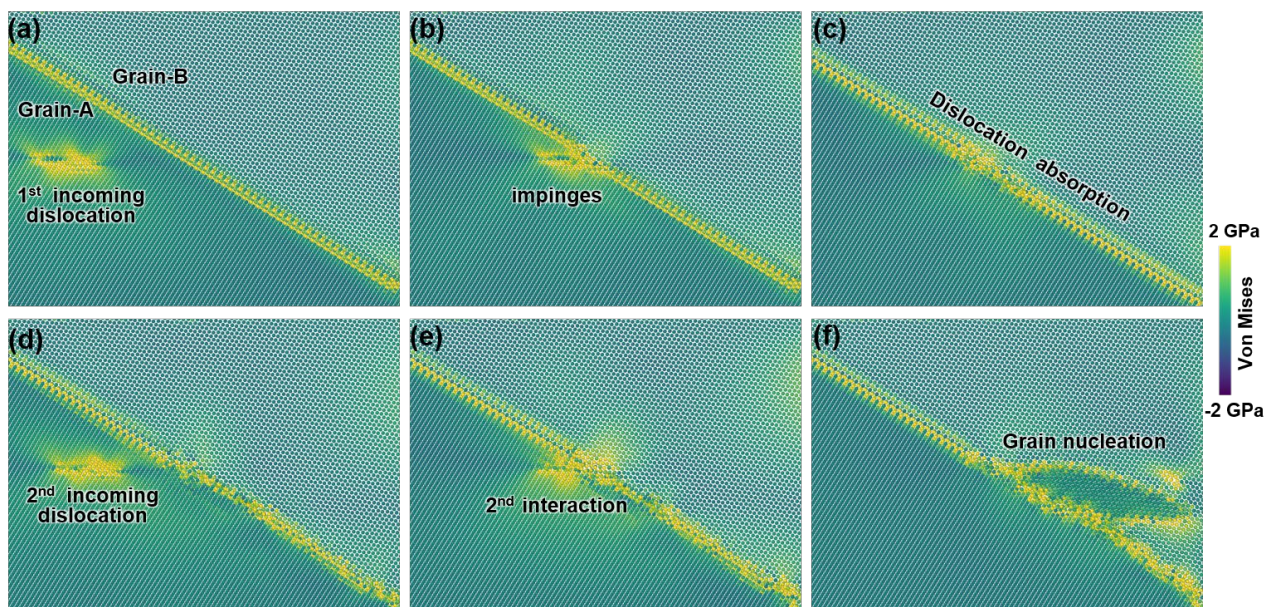 (a)
Grain-B
Grain-A
1st incoming
dislocation
(b)
impinges
(c)
Dislocation absorption
2 GPa
Von Mises
-2 GPa
(d)
2nd incoming
dislocation
(e)
2nd interaction
(f)
Grain nucleation